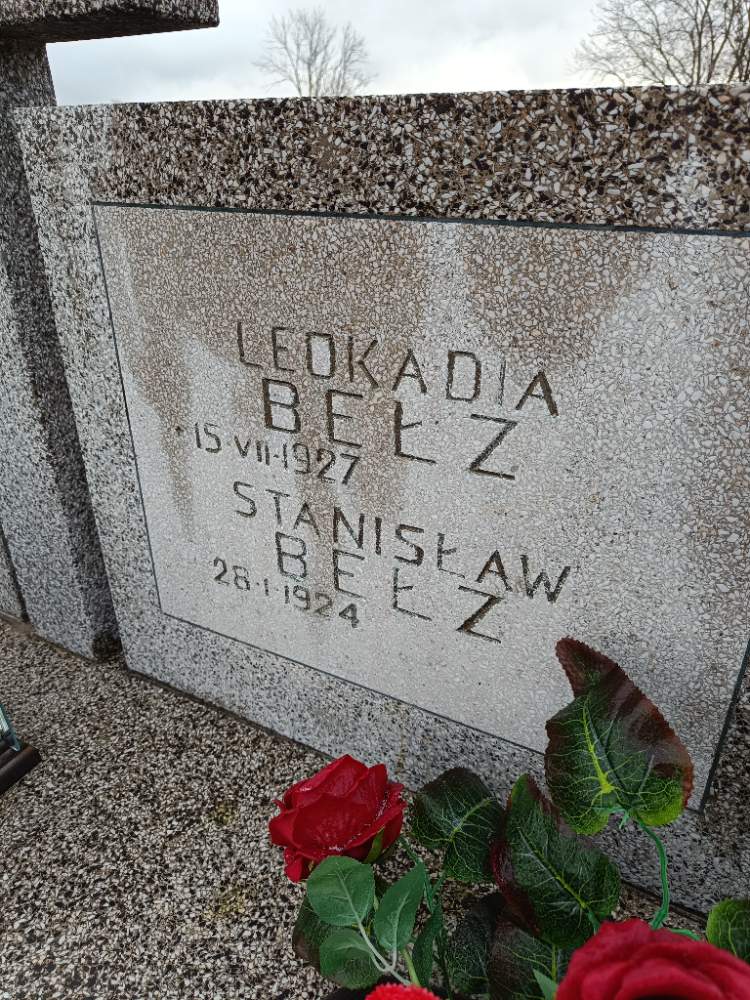 LEOKADIA
BEŁZ
15·VII·1927
STANISŁAW
BEŁZ
28·I·1924